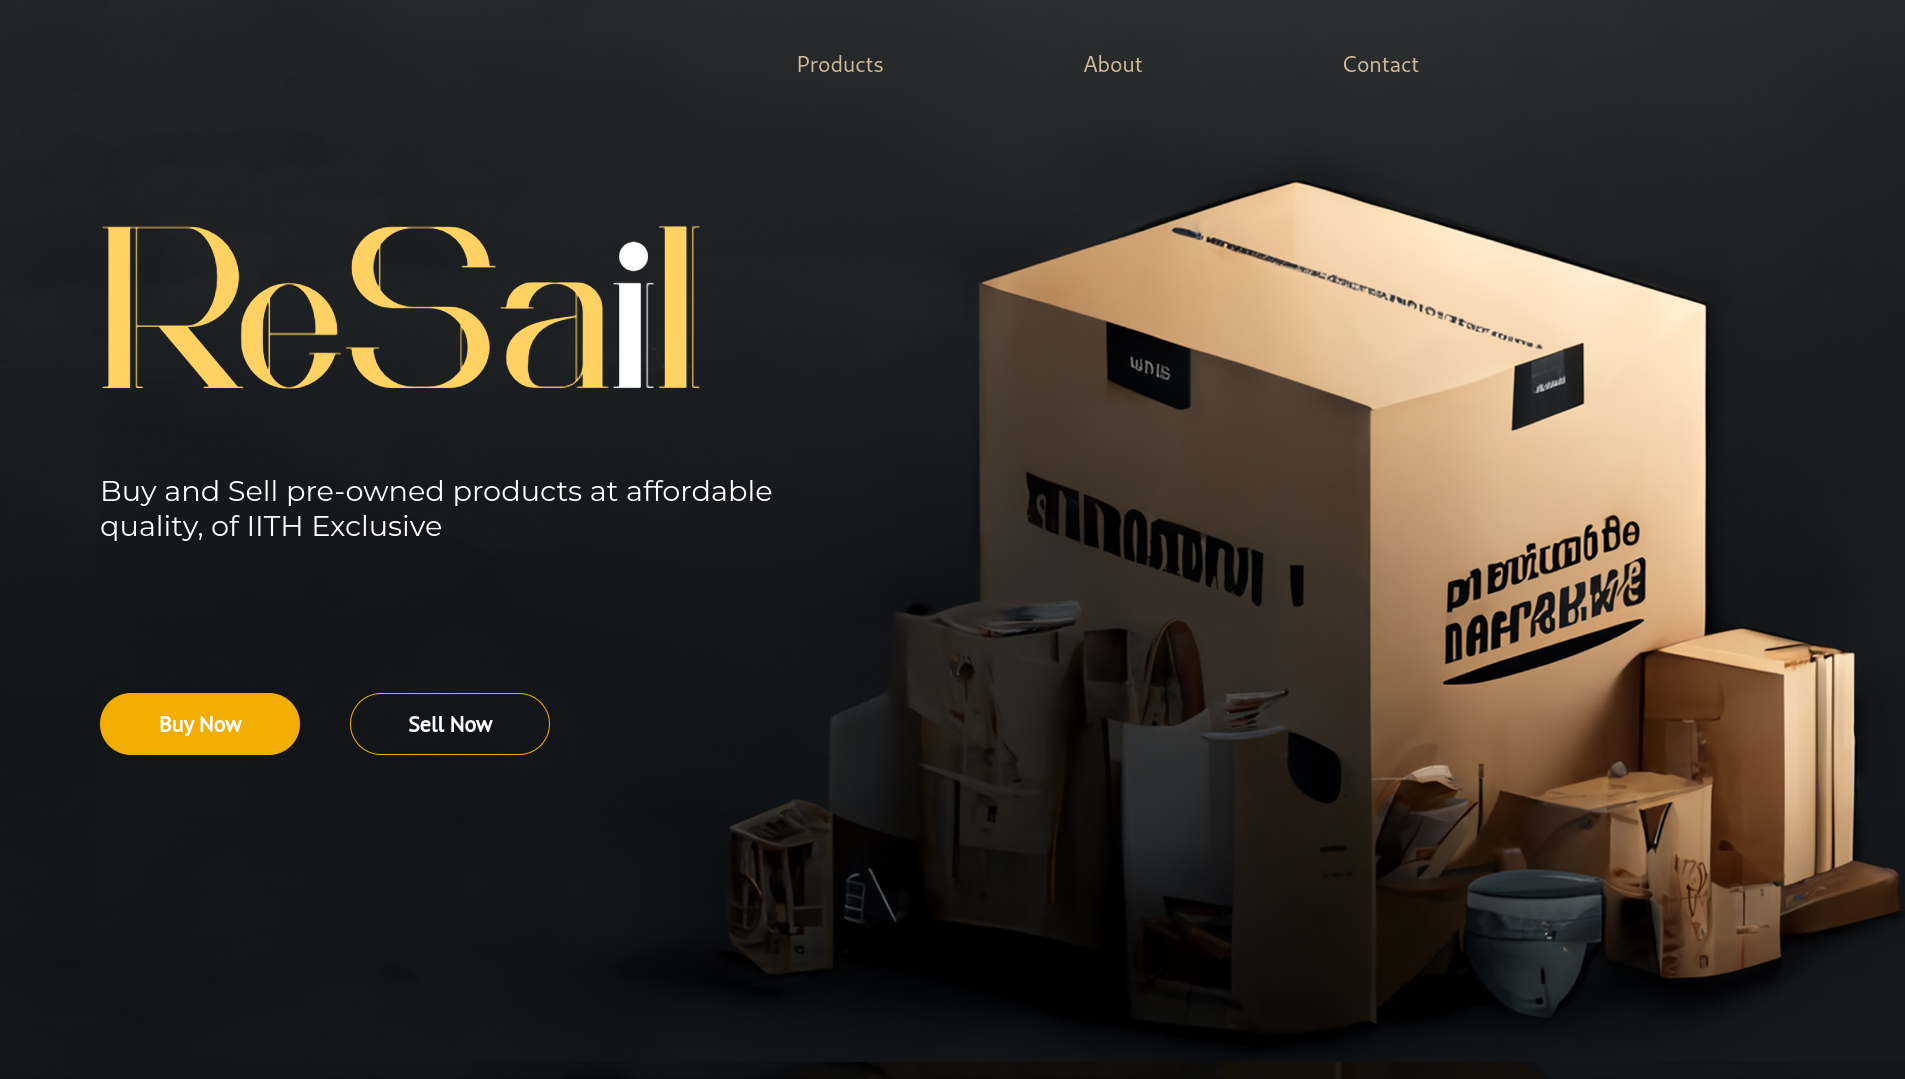 Products About Contact
ReSail
Buy and Sell pre-owned products at affordable
quality, of IITH Exclusive
Buy Now Sell Now